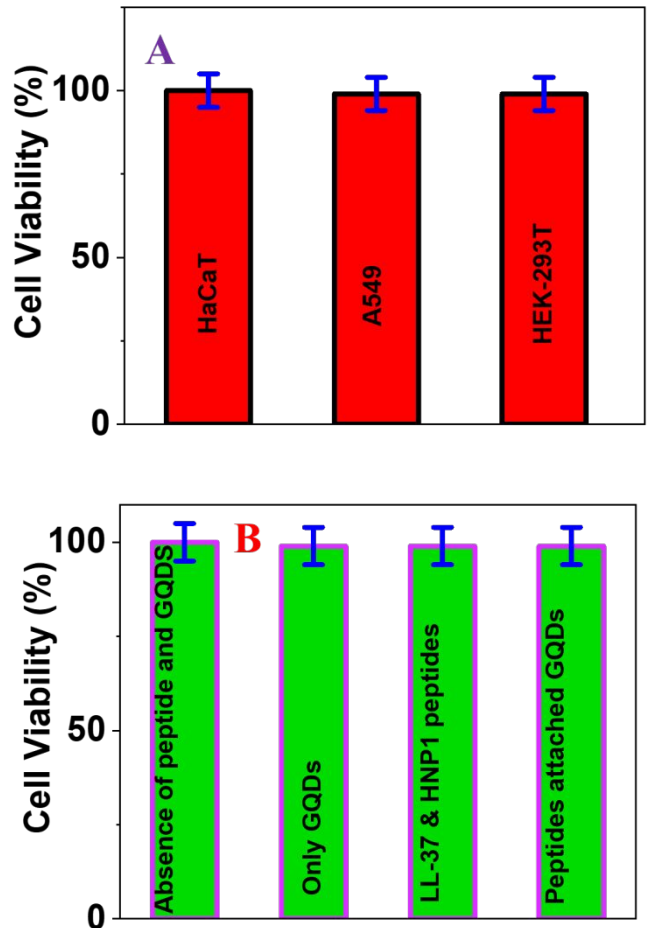 A
Cell Viability (%)
100
50
0
HaCaT
A549
HEK-293T
B
Cell Viability (%)
100
50
0
Absence of peptide and GQDS
Only GQDs
LL-37 & HNP1 peptides
Peptides attached GQDs